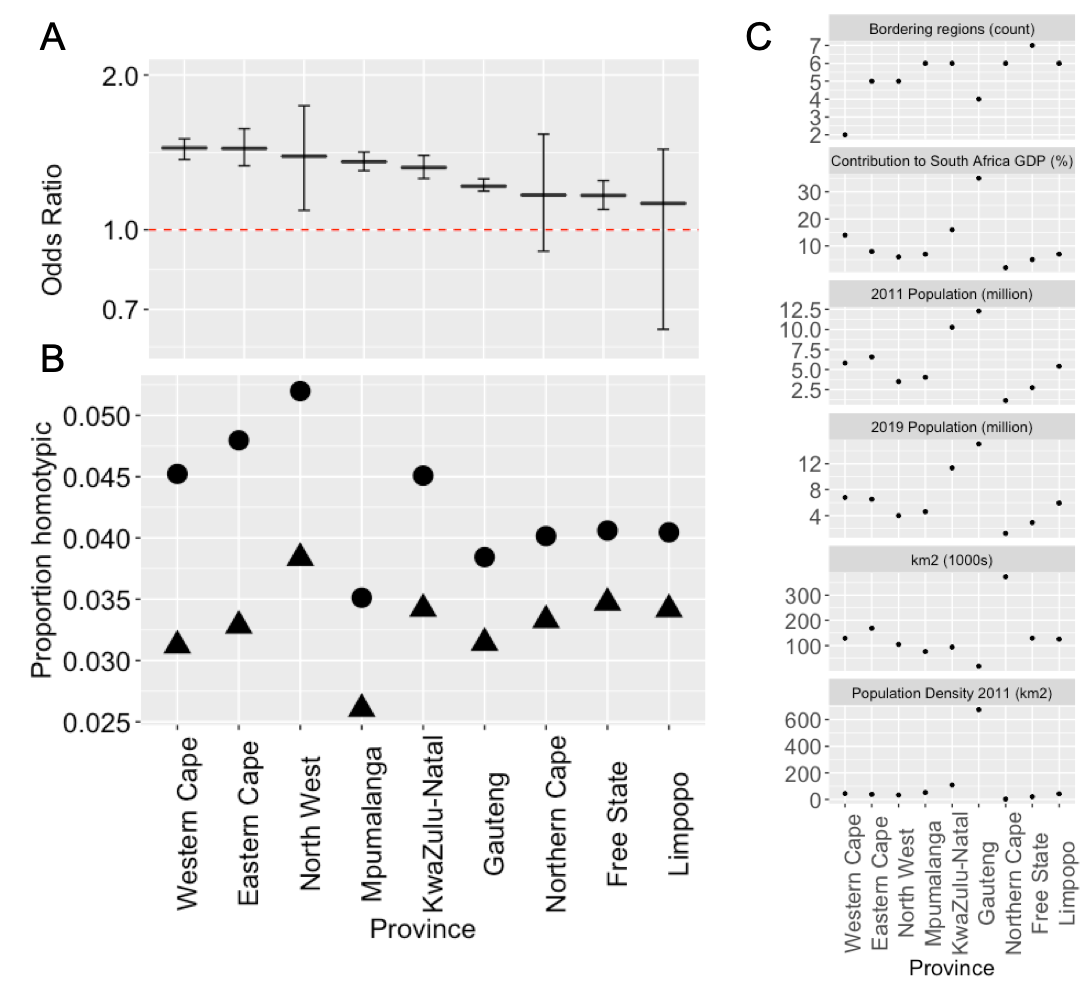 A
2.0
1.0
0.7
Odds Ratio
B
0.050
0.045
0.040
0.035
0.030
0.025
Proportion homotypic
Western Cape
Eastern Cape
North West
Mpumalanga
KwaZulu-Natal
Gauteng
Northern Cape
Free State
Limpopo
Province
C
Bordering regions (count)
7
6
5
4
3
2
Contribution to South Africa GDP (%)
30
20
10
2011 Population (million)
12.5
10.0
7.5
5.0
2.5
2019 Population (million)
12
8
4
km2 (1000s)
300
200
100
Population Density 2011 (km2)
600
400
200
0
Western Cape
Eastern Cape
North West
Mpumalanga
KwaZulu-Natal
Gauteng
Northern Cape
Free State
Limpopo
Province